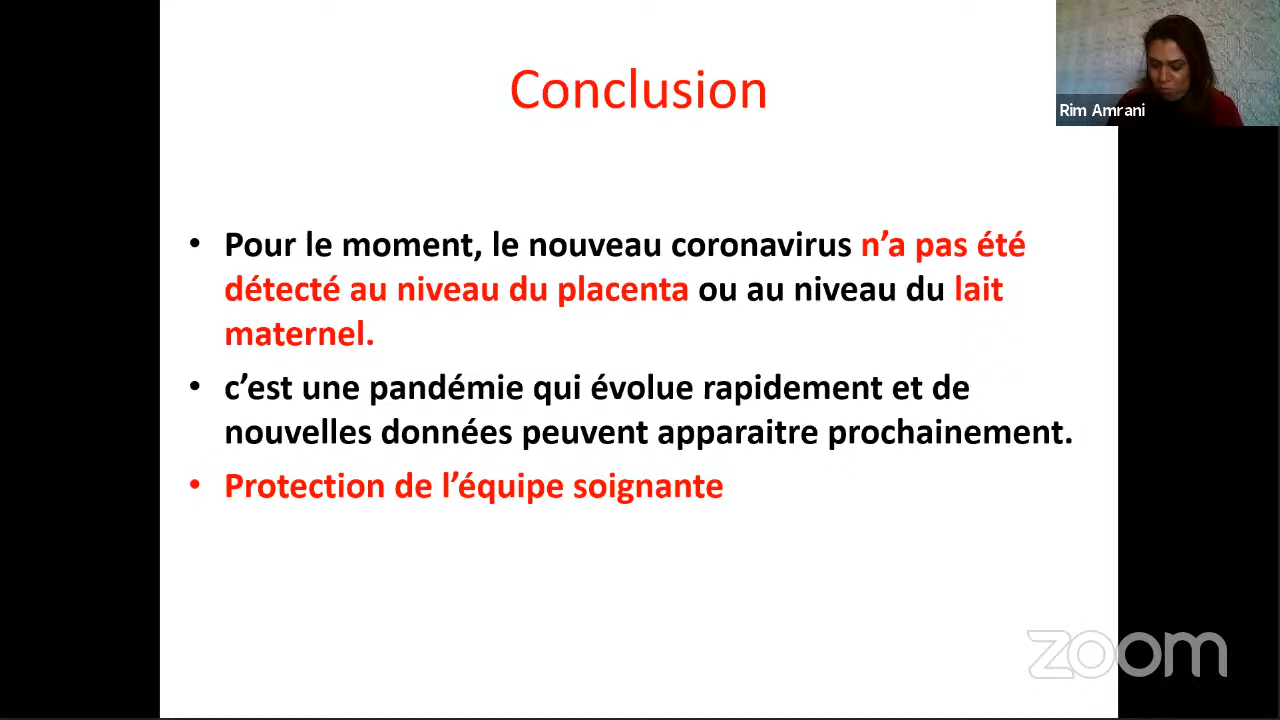 Conclusion
Rim Amrani
• Pour le moment, le nouveau coronavirus n’a pas été
détecté au niveau du placenta ou au niveau du lait
maternel.
• c’est une pandémie qui évolue rapidement et de
nouvelles données peuvent apparaitre prochainement.
• Protection de l’équipe soignante
zoom